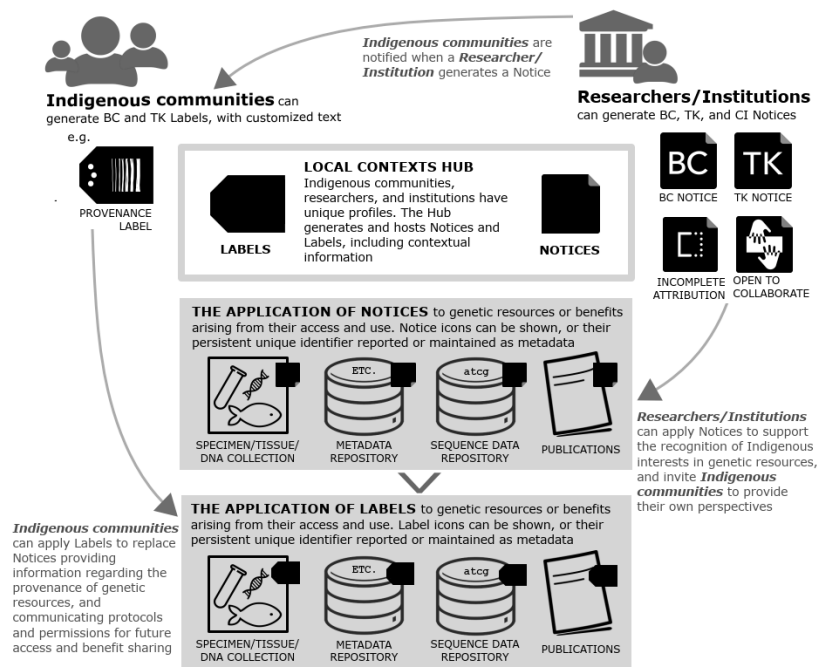 Indigenous communities are
notified when a Researcher/
Institution generates a Notice
Indigenous communities can
generate BC and TK Labels, with customized text
e.g.
PROVENANCE
LABEL
Researchers/Institutions
can generate BC, TK, and CI Notices
BC
TK
BC NOTICE
TK NOTICE
INCOMPLETE
ATTRIBUTION
OPEN TO
COLLABORATE
LOCAL CONTEXTS HUB
Indigenous communities,
researchers, and institutions have
unique profiles. The Hub
generates and hosts Notices and
Labels, including contextual
information
LABELS
NOTICES
THE APPLICATION OF NOTICES to genetic resources or benefits
arising from their access and use. Notice icons can be shown, or their
persistent unique identifier reported or maintained as metadata
ETC.
atcg
SPECIMEN/TISSUE/
DNA COLLECTION
METADATA
REPOSITORY
SEQUENCE DATA
REPOSITORY
PUBLICATIONS
Researchers/Institutions
can apply Notices to support
the recognition of Indigenous
interests in genetic resources,
and invite Indigenous
communities to provide
their own perspectives
THE APPLICATION OF LABELS to genetic resources or benefits
arising from their access and use. Label icons can be shown, or their
persistent unique identifier reported or maintained as metadata
ETC.
atcg
SPECIMEN/TISSUE/
DNA COLLECTION
METADATA
REPOSITORY
SEQUENCE DATA
REPOSITORY
PUBLICATIONS
Indigenous communities
can apply Labels to replace
Notices providing
information regarding the
provenance of genetic
resources, and
communicating protocols
and permissions for future
access and benefit sharing